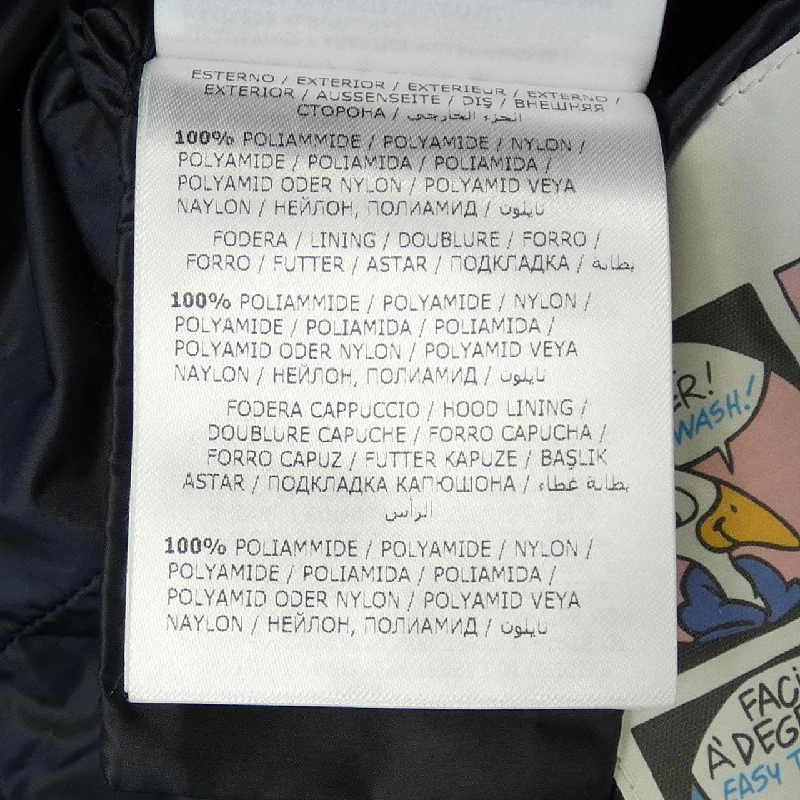 ESTERNO / EXTERIOR / EXTERIEUR / EXTERNO /
EXTERIOR / AUSSENSEITE / DIŞ / ВНЕШНЯЯ
СТОРОНА / الجزء الخارجي
100% POLIAMMIDE / POLYAMIDE / NYLON /
POLYAMIDE / POLIAMIDA / POLIAMIDA /
POLYAMID ODER NYLON / POLYAMID VEYA
NAYLON / НЕЙЛОН, ПОЛИАМИД / نايلون
FODERA / LINING / DOUBLURE / FORRO /
FORRO / FUTTER / ASTAR / ПОДКЛАДКА / بطانة
100% POLIAMMIDE / POLYAMIDE / NYLON /
POLYAMIDE / POLIAMIDA / POLIAMIDA /
POLYAMID ODER NYLON / POLYAMID VEYA
NAYLON / НЕЙЛОН, ПОЛИАМИД / نايلون
FODERA CAPPUCCIO / HOOD LINING /
DOUBLURE CAPUCHE / FORRO CAPUCHA /
FORRO CAPUZ / FUTTER KAPUZE / BAŞLIK
ASTAR / ПОДКЛАДКА КАПЮШОНА / بطانة غطاء
الرأس
100% POLIAMMIDE / POLYAMIDE / NYLON /
POLYAMIDE / POLIAMIDA / POLIAMIDA /
POLYAMID ODER NYLON / POLYAMID VEYA
NAYLON / НЕЙЛОН, ПОЛИАМИД / نايلون
ER!
WASH!
FACI
A' DEG
EASY T